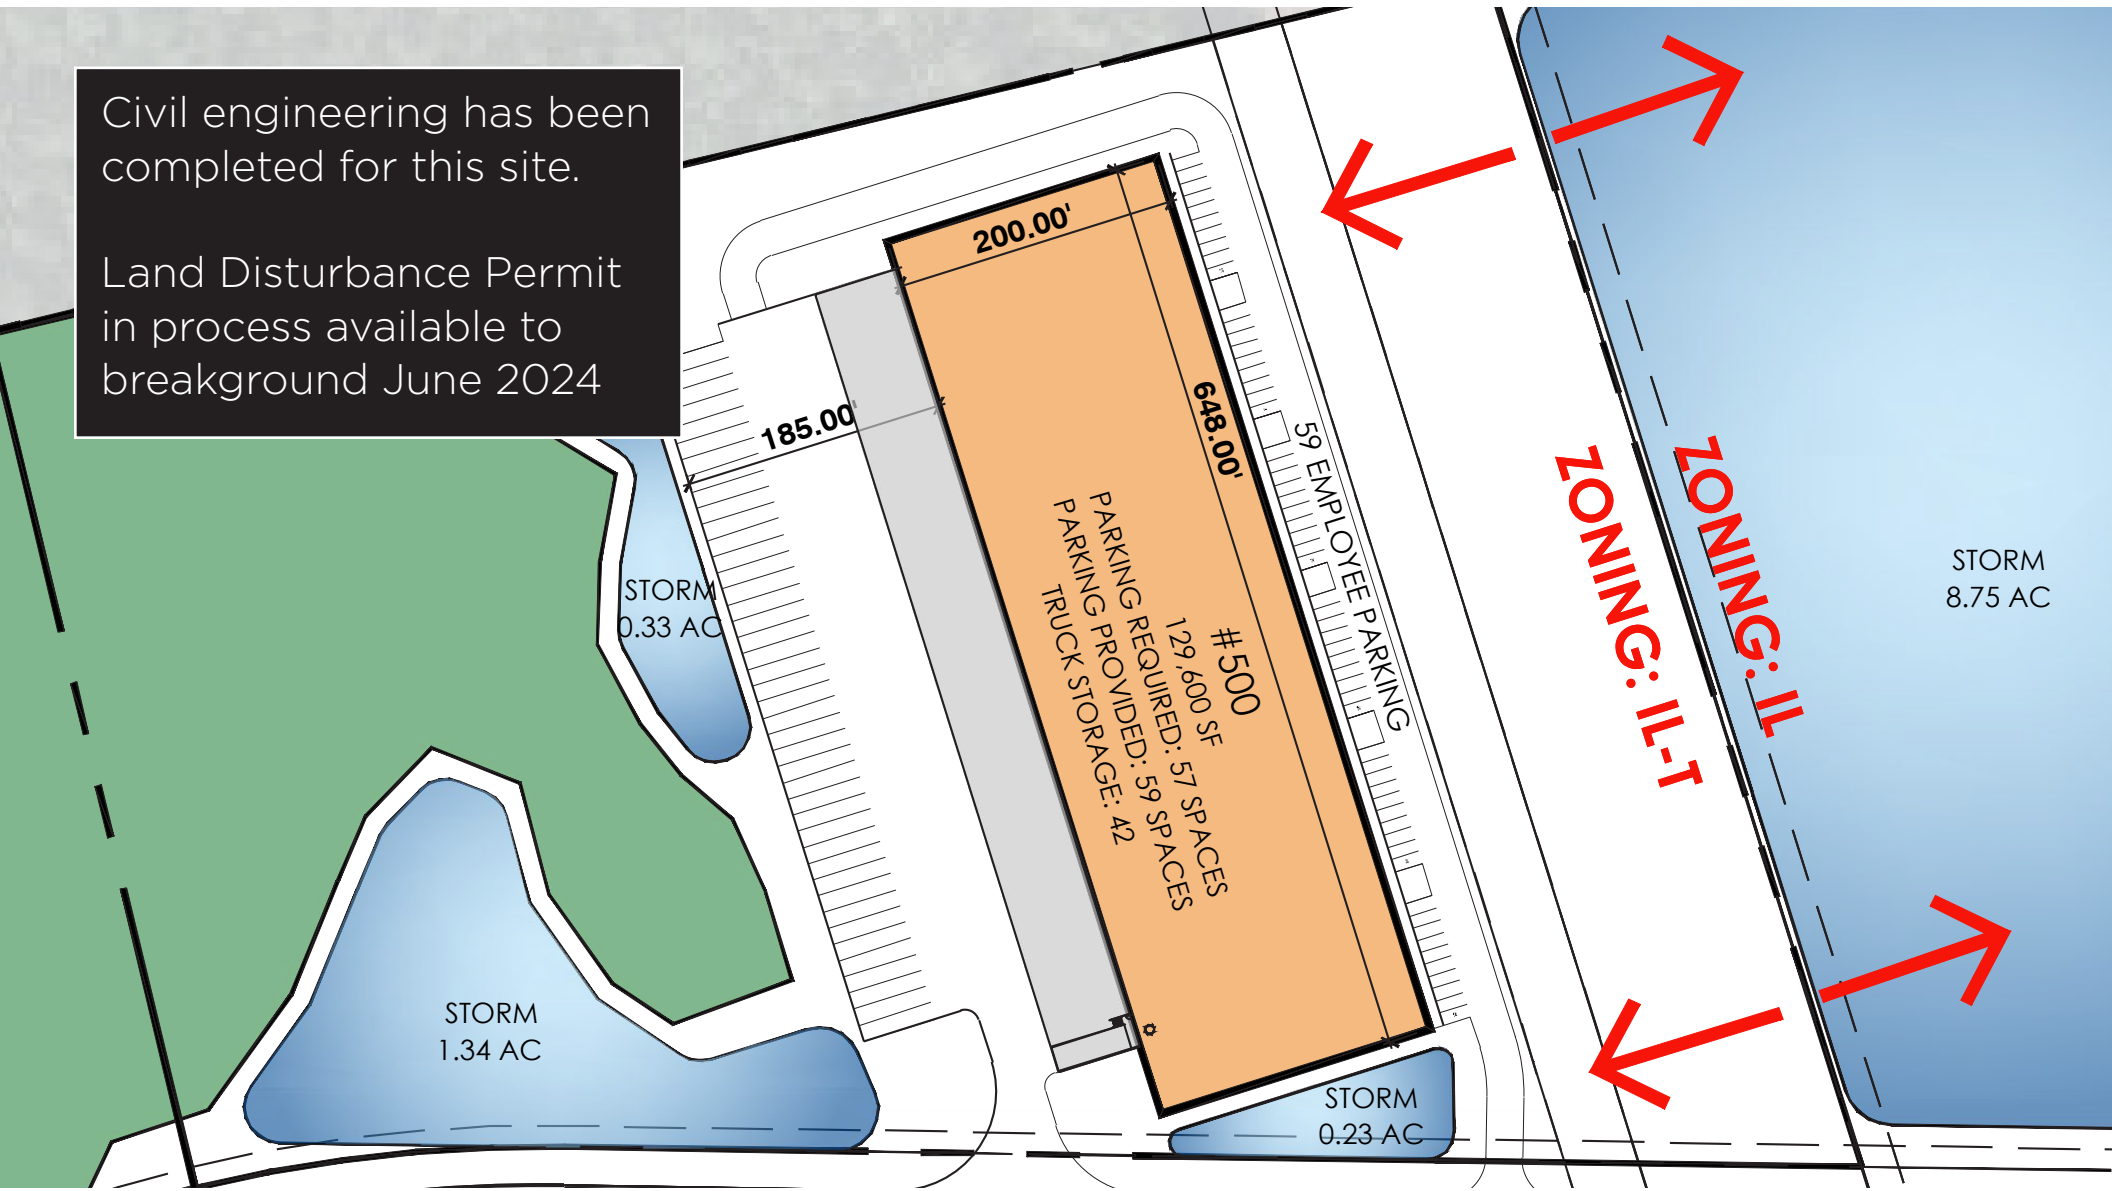 Civil engineering has been
completed for this site.
Land Disturbance Permit
in process available to
breakground June 2024
200.00'
185.00'
648.00'
59 EMPLOYEE PARKING
#500
129,600 SF
PARKING REQUIRED: 57 SPACES
PARKING PROVIDED: 59 SPACES
TRUCK STORAGE: 42
ZONING: IL-T
ZONING: IL
STORM
8.75 AC
STORM
0.33 AC
STORM
1.34 AC
STORM
0.23 AC